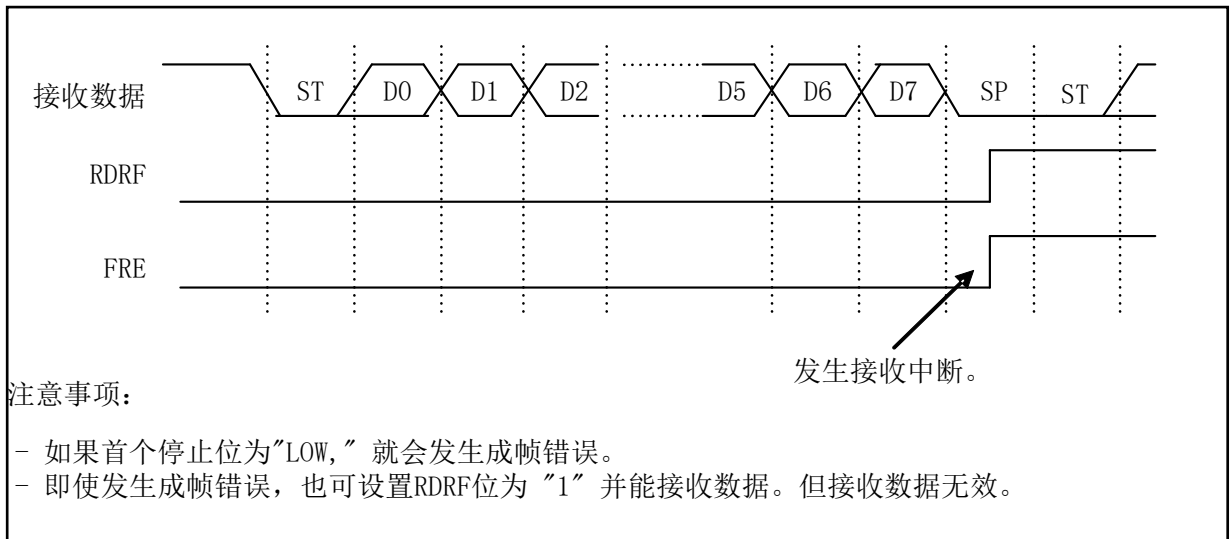 接收数据 ST D0 D1 D2 D5 D6 D7 SP ST
RDRF
FRE
发生接收中断。
注意事项：
- 如果首个停止位为"LOW," 就会发生成帧错误。
- 即使发生成帧错误，也可设置RDRF位为 "1" 并能接收数据。但接收数据无效。